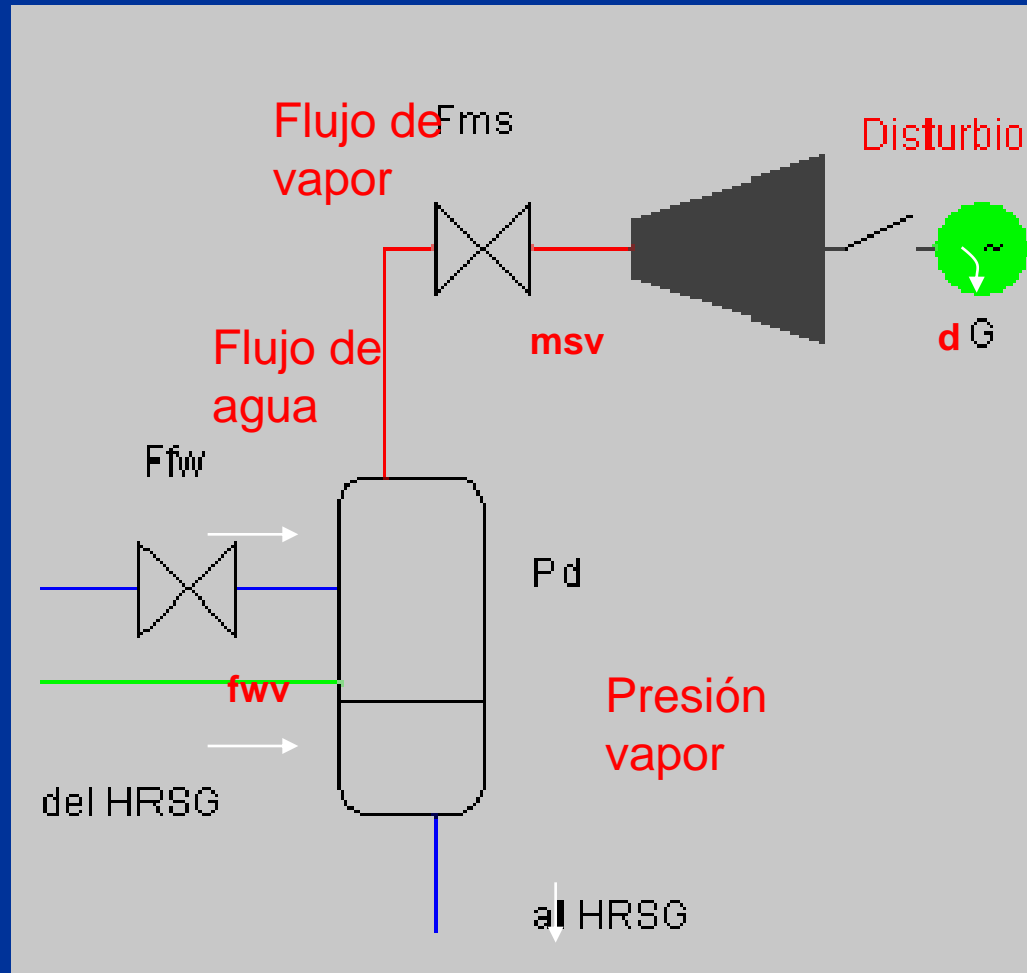 Flujo de
vapor
Fms
Disturbio
~
msv
d G
Flujo de
agua
Ffw
Pd
fwv
Presión
vapor
del HRSG
al HRSG